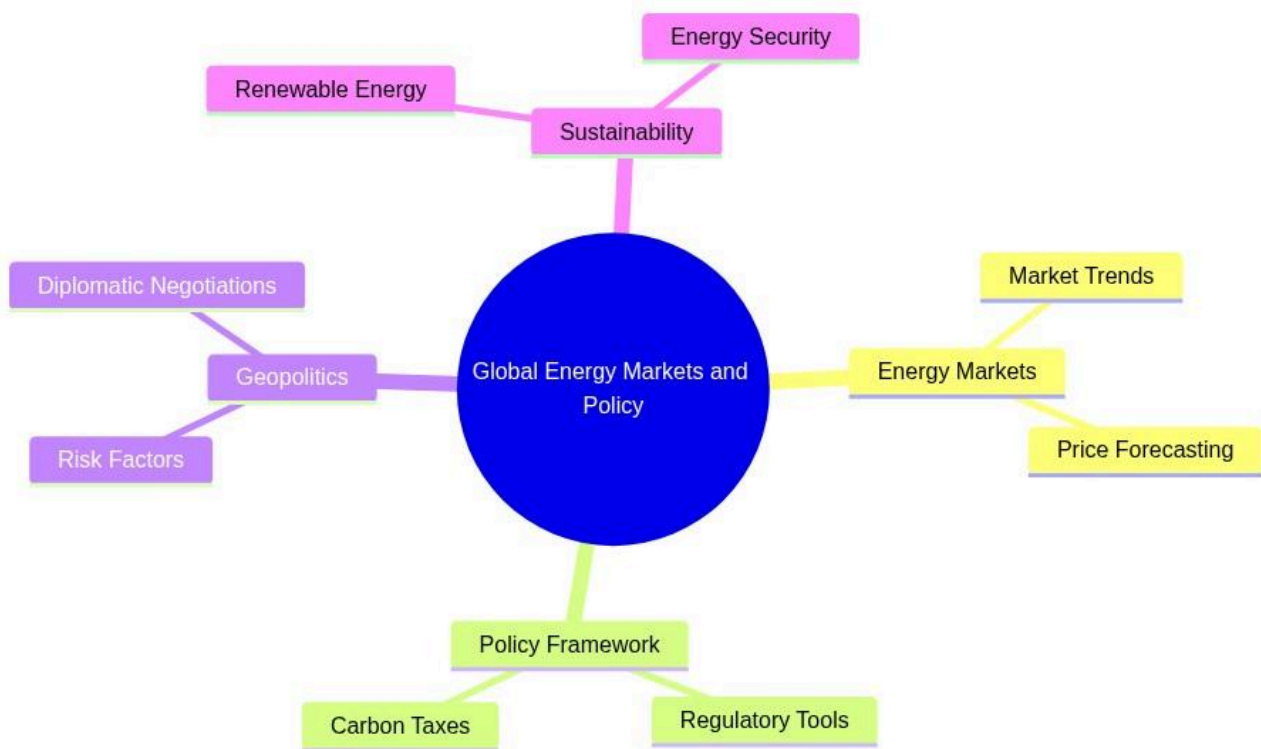 Energy Security
Renewable Energy
Sustainability
Diplomatic Negotiations
Market Trends
Geopolitics
Global Energy Markets and
Policy
Energy Markets
Risk Factors
Price Forecasting
Policy Framework
Carbon Taxes
Regulatory Tools